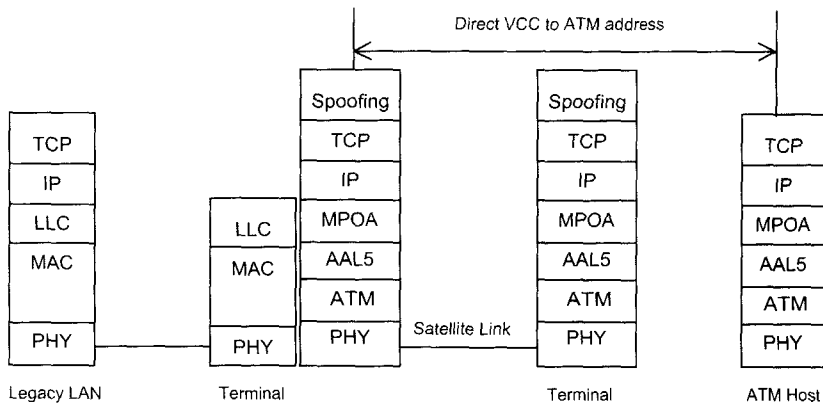 Direct VCC to ATM address
Spoofing
Spoofing
TCP
TCP
TCP
TCP
IP
IP
IP
IP
LLC
LLC
MPOA
MPOA
MPOA
MAC
MAC
AAL5
AAL5
AAL5
ATM
ATM
ATM
PHY
PHY
PHY
Satellite Link
PHY
PHY
Legacy LAN
Terminal
Terminal
ATM Host